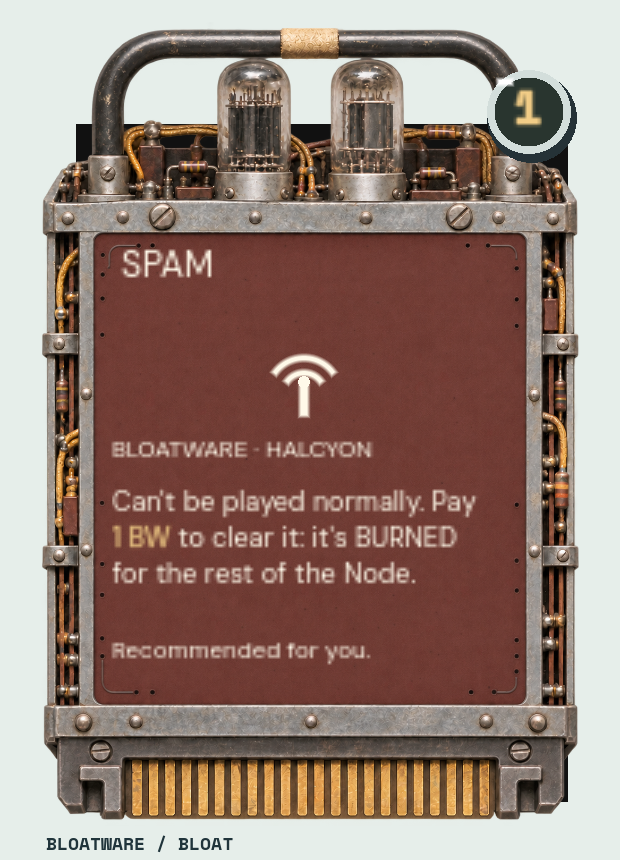 1
SPAM
BLOATWARE - HALCYON
Can't be played normally. Pay
1 BW to clear it: it's BURNED
for the rest of the Node.
Recommended for you.
BLOATWARE / BLOAT